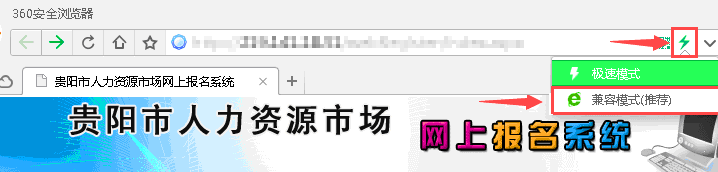 360安全浏览器
极速模式
贵阳市人力资源市场网上报名系统
兼容模式(推荐)
贵阳市人力资源市场
网上报名系统